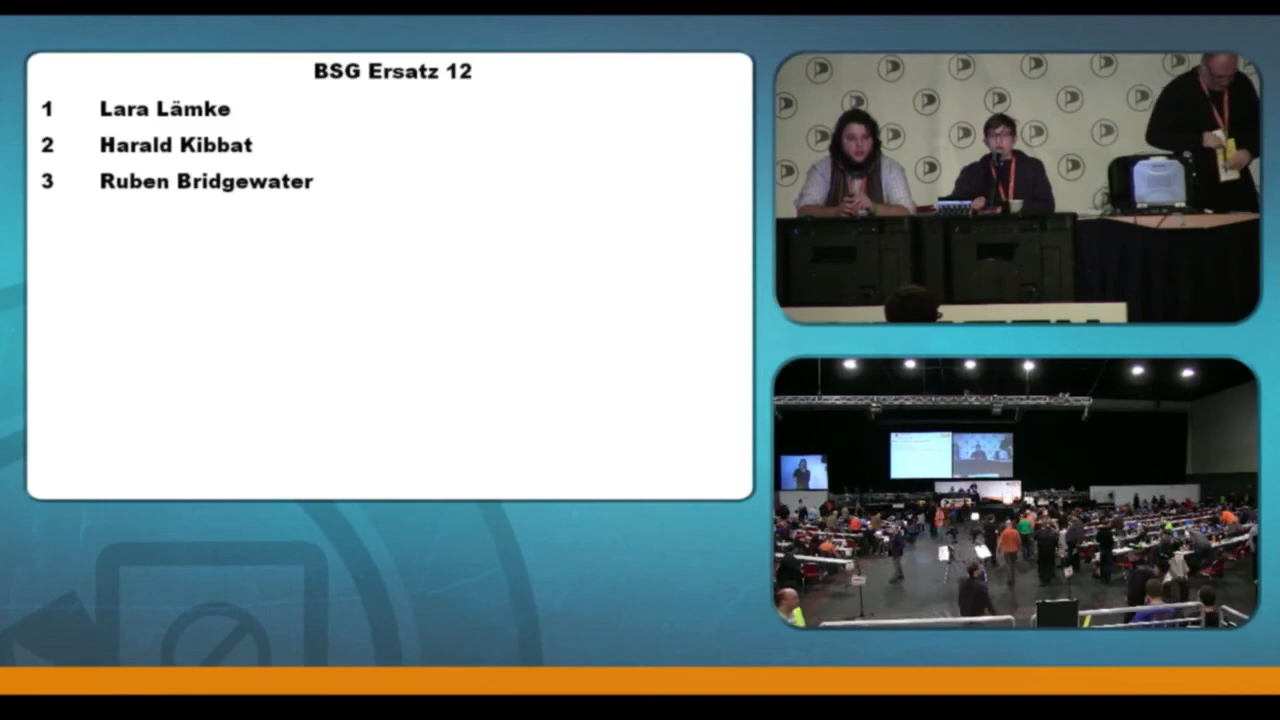 BSG Ersatz 12
1 Lara Lämke
2 Harald Kibbat
3 Ruben Bridgewater